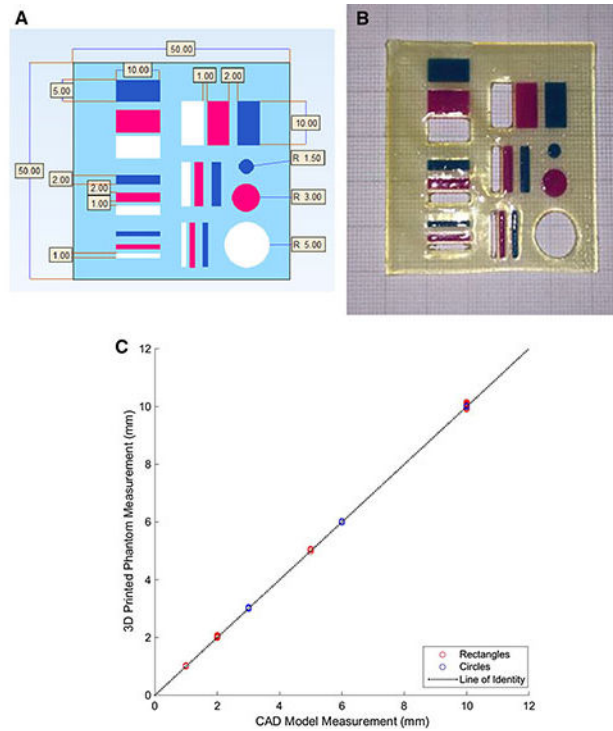 A
50.00
10.00
5.00
1.00
2.00
10.00
50.00
R 1.50
2.00
2.00
1.00
R 3.00
R 5.00
1.00
B
C
12
10
8
6
4
2
0
3D Printed Phantom Measurement (mm)
0 2 4 6 8 10 12
CAD Model Measurement (mm)
Rectangles
Circles
Line of Identity